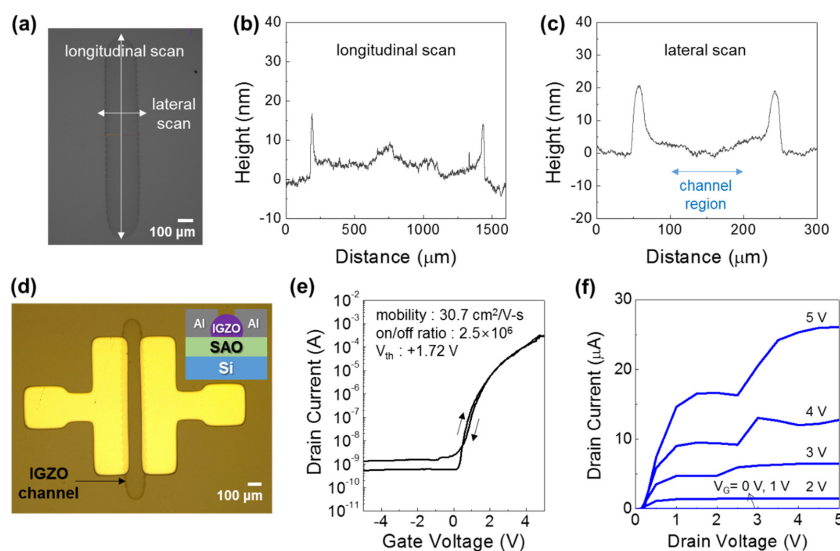 (a)
longitudinal scan
lateral
scan
100 μm
(b)
longitudinal scan
40
30
20
10
0
-10
Height (nm)
0
500
1000
1500
Distance (μm)
(c)
lateral scan
40
30
20
10
0
-10
-20
Height (nm)
channel
region
0
100
200
300
Distance (μm)
(d)
Al
IGZO
Al
SAO
Si
IGZO
channel
100 μm
(e)
mobility : 30.7 cm²/V-s
on/off ratio : 2.5×10⁶
Vth : +1.72 V
10⁻²
10⁻³
10⁻⁴
10⁻⁵
10⁻⁶
10⁻⁷
10⁻⁸
10⁻⁹
10⁻¹⁰
10⁻¹¹
Drain Current (A)
-4
-2
0
2
4
Gate Voltage (V)
(f)
30
20
10
0
Drain Current (μA)
5 V
4 V
3 V
VG= 0 V, 1 V
2 V
0
1
2
3
4
5
Drain Voltage (V)